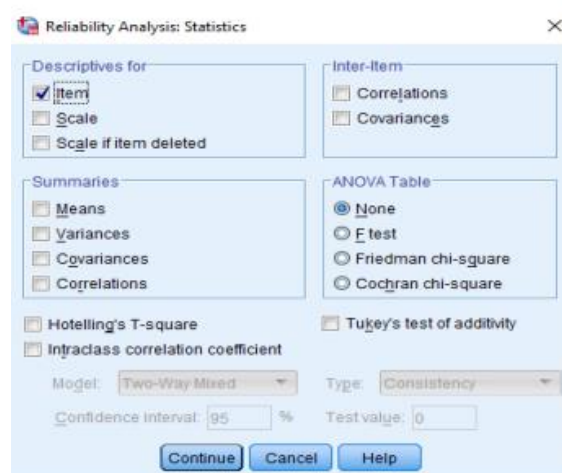 Reliability Analysis: Statistics
Descriptives for
Item
Scale
Scale if item deleted
Inter-Item
Correlations
Covariances
Summaries
Means
Variances
Covariances
Correlations
ANOVA Table
None
F test
Friedman chi-square
Cochran chi-square
Hotelling's T-square
Tukey's test of additivity
Intraclass correlation coefficient
Model: Two-Way Mixed Type: Consistency
Confidence interval: 95 % Test value: 0
Continue Cancel Help